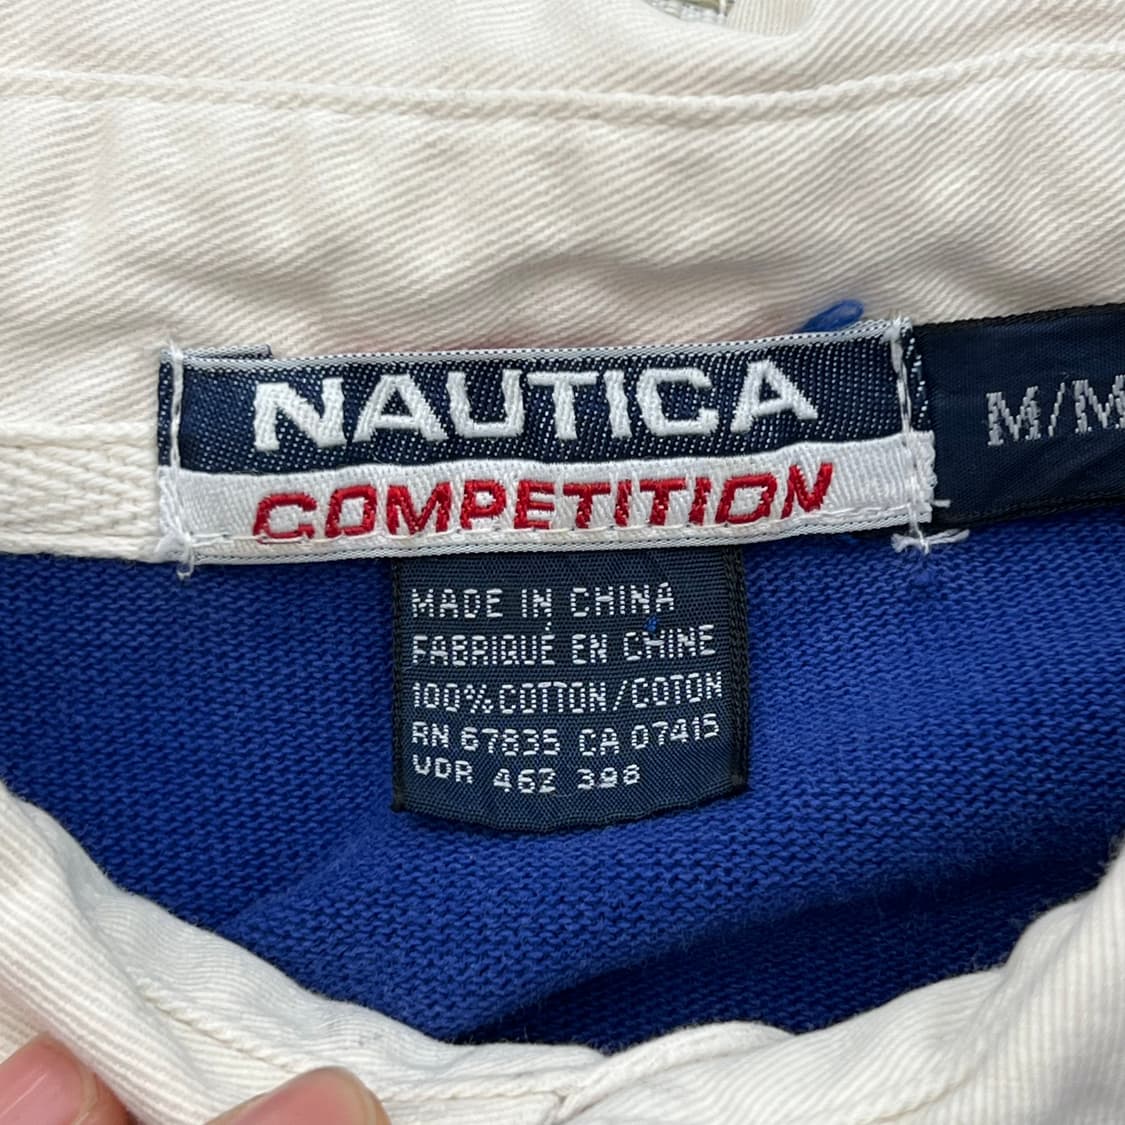 NAUTICA
COMPETITION
M/M
MADE IN CHINA
FABRIQUÉ EN CHINE
100% COTTON/COTON
RN 67835 CA 07415
VDR 462 398